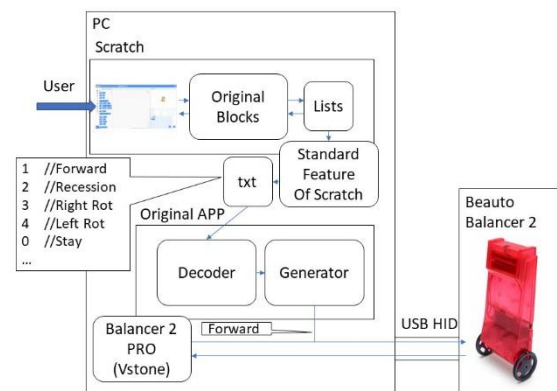 PC
Scratch
User
Original
Blocks
Lists
1 //Forward
2 //Recession
3 //Right Rot
4 //Left Rot
0 //Stay
...
txt
Standard
Feature
Of Scratch
Original APP
Decoder
Generator
Beauto
Balancer 2
Forward
USB HID
Balancer 2
PRO
(Vstone)